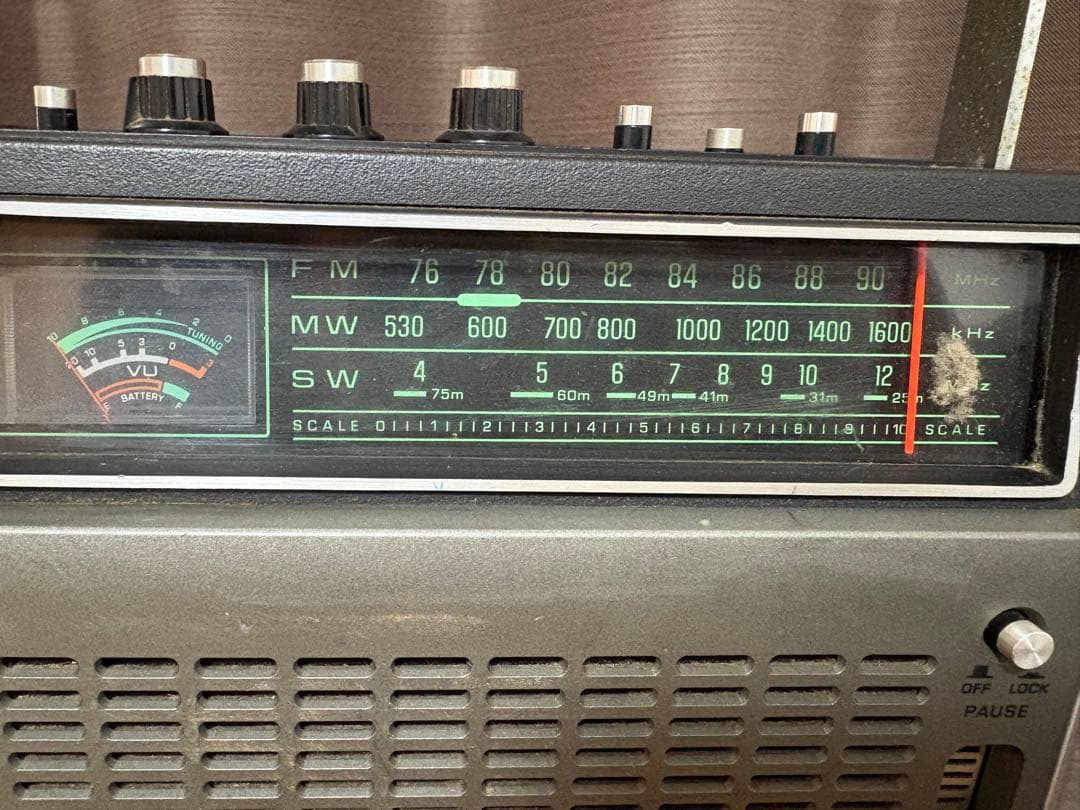 10 8 6 4 2 0
TUNING
20 10 5 3 0
VU
BATTERY
E F
FM 76 78 80 82 84 86 88 90 MHz
MW 530 600 700 800 1000 1200 1400 1600 kHz
SW 4 5 6 7 8 9 10 12
75m 60m 49m 41m 31m 25m
SCALE 0 1 2 3 4 5 6 7 8 9 10 SCALE
OFF LOCK
PAUSE